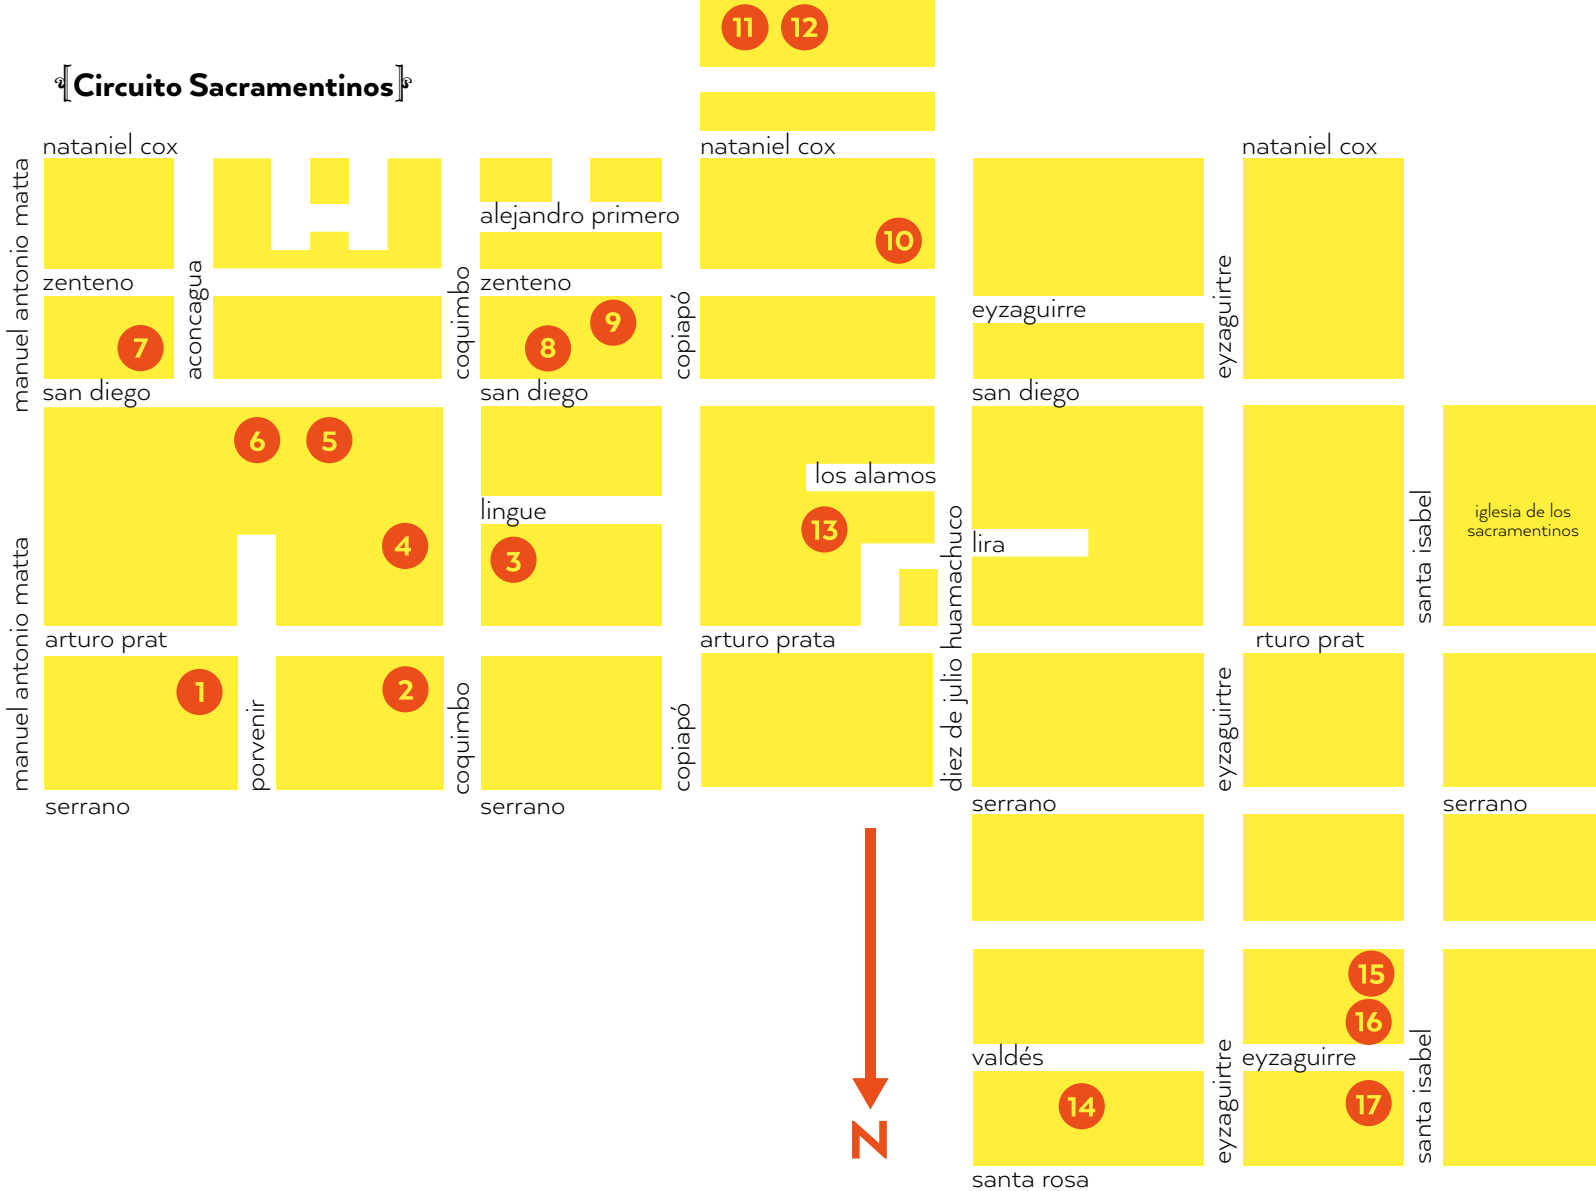 11 12
Circuito Sacramentinos
nataniel cox
nataniel cox
nataniel cox
manuel antonio matta
alejandro primero
10
zenteno
aconcagua
coquimbo
zenteno
copiapó
eyzaguirtre
eyzaguirre
7
8
9
san diego
san diego
san diego
6 5
los alamos
lingue
iglesia de los
sacramentinos
santa isabel
manuel antonio matta
4
3
13
diez de julio huamachuco
lira
arturo prat
arturo prata
rturo prat
1
porvenir
2
coquimbo
copiapó
eyzaguirtre
serrano
serrano
serrano
serrano
15
16
valdés
eyzaguirtre
eyzaguirre
santa isabel
14
17
N
santa rosa